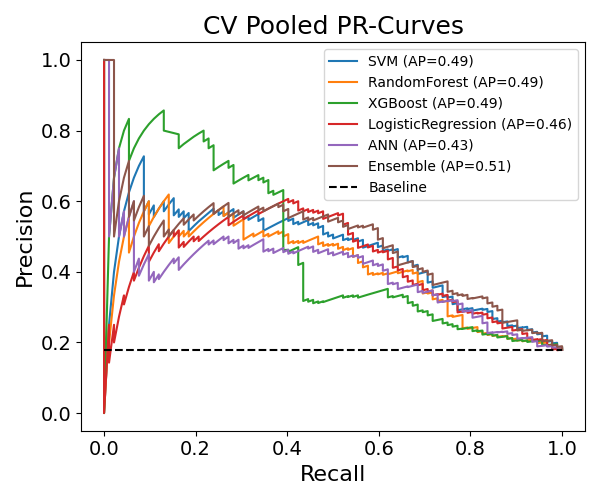 CV Pooled PR-Curves
1.0
0.8
0.6
0.4
0.2
0.0
Precision
SVM (AP=0.49)
RandomForest (AP=0.49)
XGBoost (AP=0.49)
LogisticRegression (AP=0.46)
ANN (AP=0.43)
Ensemble (AP=0.51)
Baseline
0.0 0.2 0.4 0.6 0.8 1.0
Recall